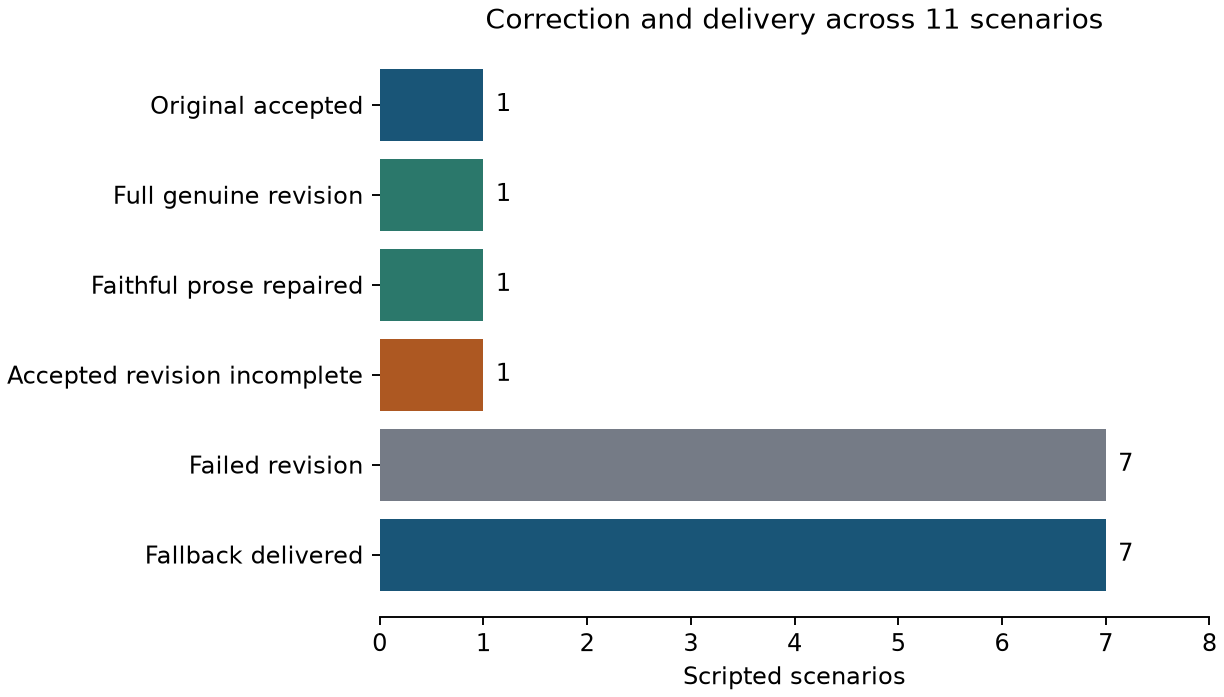 Correction and delivery across 11 scenarios
Original accepted 1
Full genuine revision 1
Faithful prose repaired 1
Accepted revision incomplete 1
Failed revision 7
Fallback delivered 7
0 1 2 3 4 5 6 7 8
Scripted scenarios